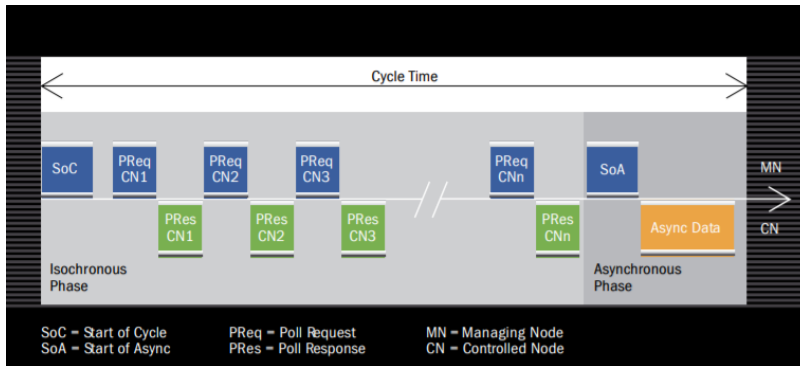 Cycle Time
SoC
PReq
CN1
PReq
CN2
PReq
CN3
PReq
CNn
SoA
MN
PRes
CN1
PRes
CN2
PRes
CN3
PRes
CNn
Async Data
CN
Isochronous
Phase
Asynchronous
Phase
SoC = Start of Cycle
SoA = Start of Async
PReq = Poll Request
PRes = Poll Response
MN = Managing Node
CN = Controlled Node